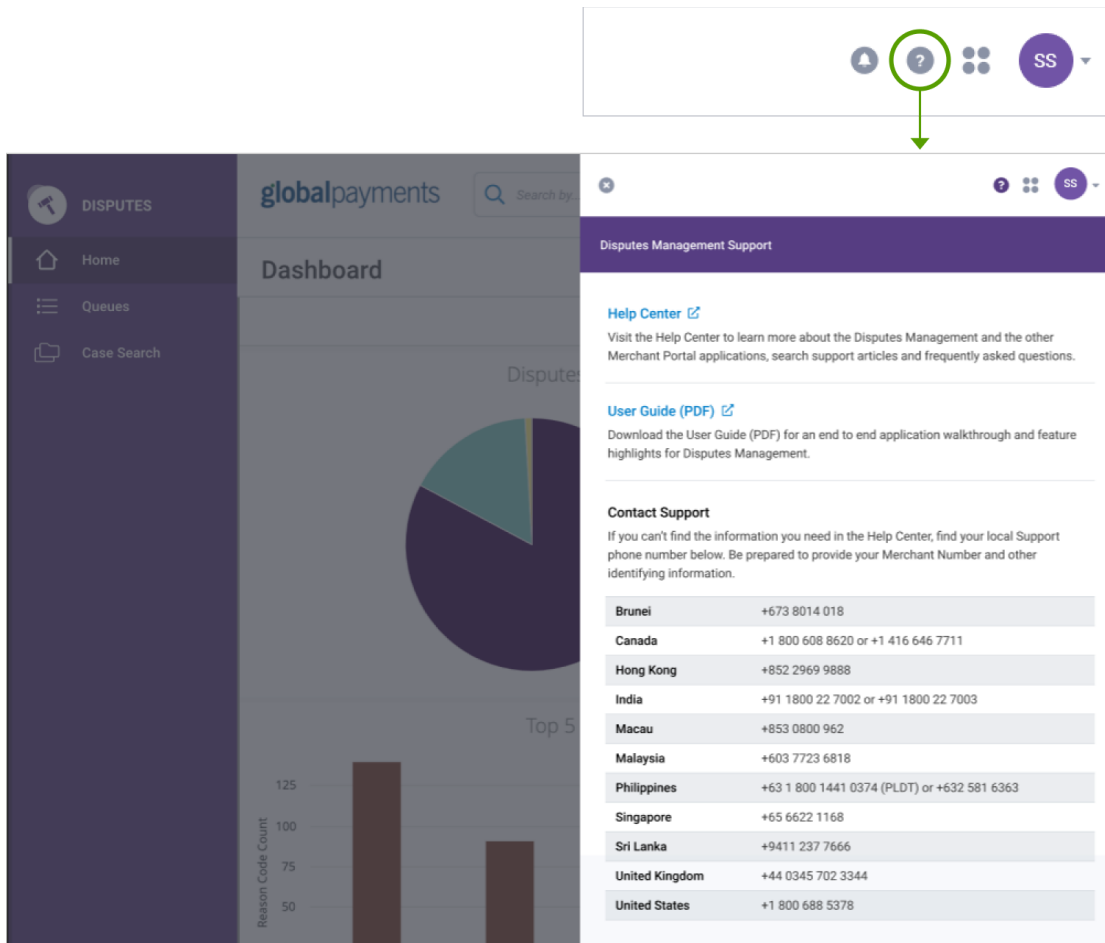 ?
SS
DISPUTES
globalpayments
Search by...
?
SS
Home
Dashboard
Disputes Management Support
Queues
Case Search
Help Center
Visit the Help Center to learn more about the Disputes Management and the other
Merchant Portal applications, search support articles and frequently asked questions.
Disputes
User Guide (PDF)
Download the User Guide (PDF) for an end to end application walkthrough and feature
highlights for Disputes Management.
Contact Support
If you can't find the information you need in the Help Center, find your local Support
phone number below. Be prepared to provide your Merchant Number and other
identifying information.
Brunei +673 8014 018
Canada +1 800 608 8620 or +1 416 646 7711
Hong Kong +852 2969 9888
India +91 1800 22 7002 or +91 1800 22 7003
Macau +853 0800 962
Malaysia +603 7723 6818
Philippines +63 1 800 1441 0374 (PLDT) or +632 581 6363
Singapore +65 6622 1168
Sri Lanka +9411 237 7666
United Kingdom +44 0345 702 3344
United States +1 800 688 5378
Top 5
Reason Code Count
125
100
75
50